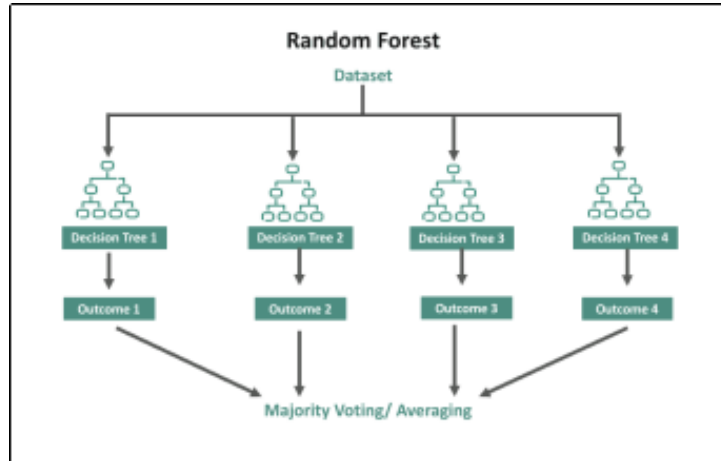 Random Forest
Dataset
Decision Tree 1 Decision Tree 2 Decision Tree 3 Decision Tree 4
Outcome 1 Outcome 2 Outcome 3 Outcome 4
Majority Voting/ Averaging